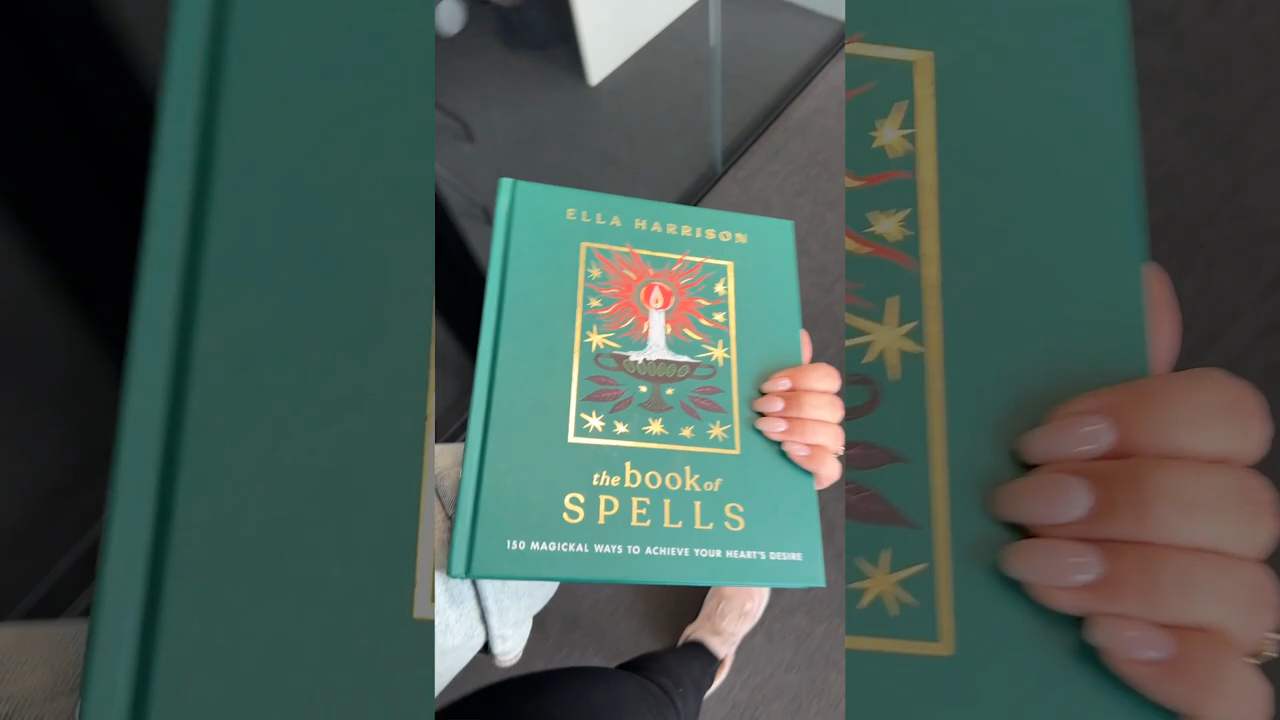 ELLA HARRISON
the book of
SPELLS
150 MAGICKAL WAYS TO ACHIEVE YOUR HEART'S DESIRE